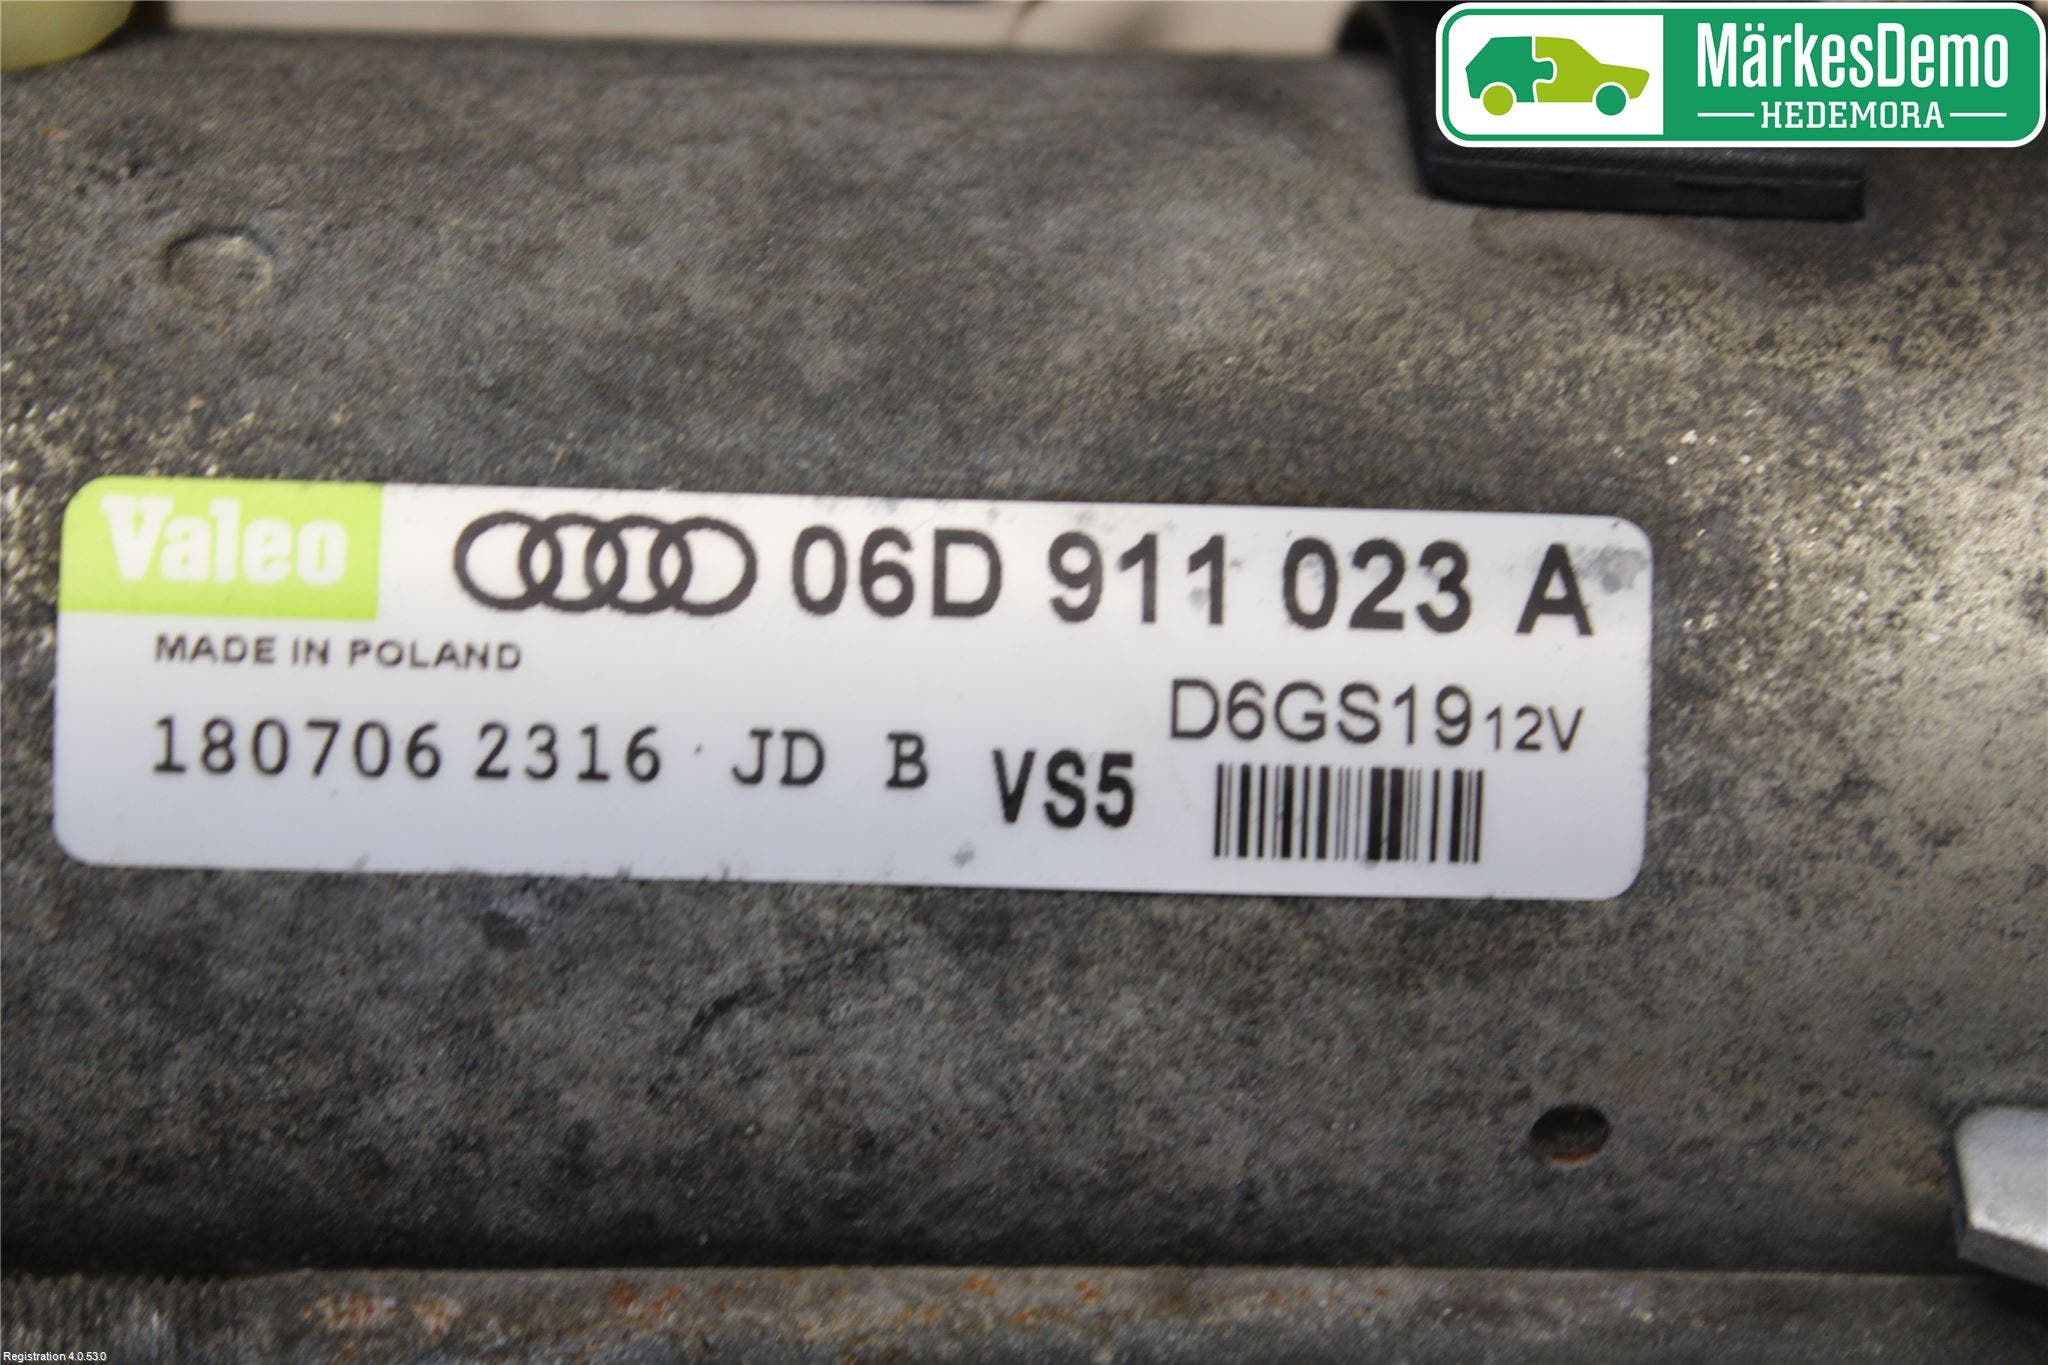 MärkesDemo
HEDEMORA
Valeo 06D 911 023 A
MADE IN POLAND
D6GS19 12V
180706 2316 JD B VS5
Registration 4.0.53.0